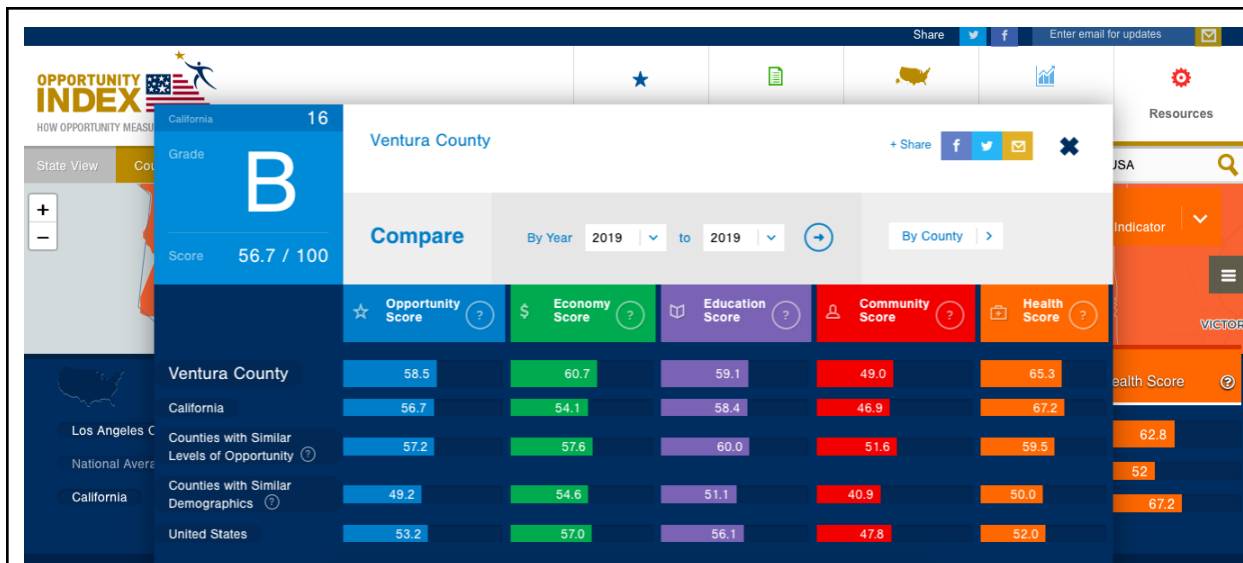 Share
Enter email for updates
OPPORTUNITY
INDEX
HOW OPPORTUNITY MEASU
Resources
State View
Cou
USA
California 16
Grade
B
Score 56.7 / 100
Ventura County
+ Share
Compare
By Year 2019 to 2019
By County
Indicator
+
−
Opportunity Score ?
$ Economy Score ?
Education Score ?
Community Score ?
Health Score ?
VICTOR
Ventura County 58.5 60.7 59.1 49.0 65.3
California 56.7 54.1 58.4 46.9 67.2
Counties with Similar
Levels of Opportunity ? 57.2 57.6 60.0 51.6 59.5
Counties with Similar
Demographics ? 49.2 54.6 51.1 40.9 50.0
United States 53.2 57.0 56.1 47.8 52.0
ealth Score ?
Los Angeles C 62.8
National Avera 52
California 67.2